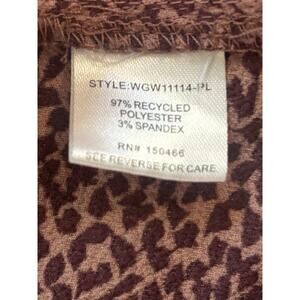 STYLE:WGW11114-PL
97% RECYCLED
POLYESTER
3% SPANDEX
RN# 150466
SEE REVERSE FOR CARE